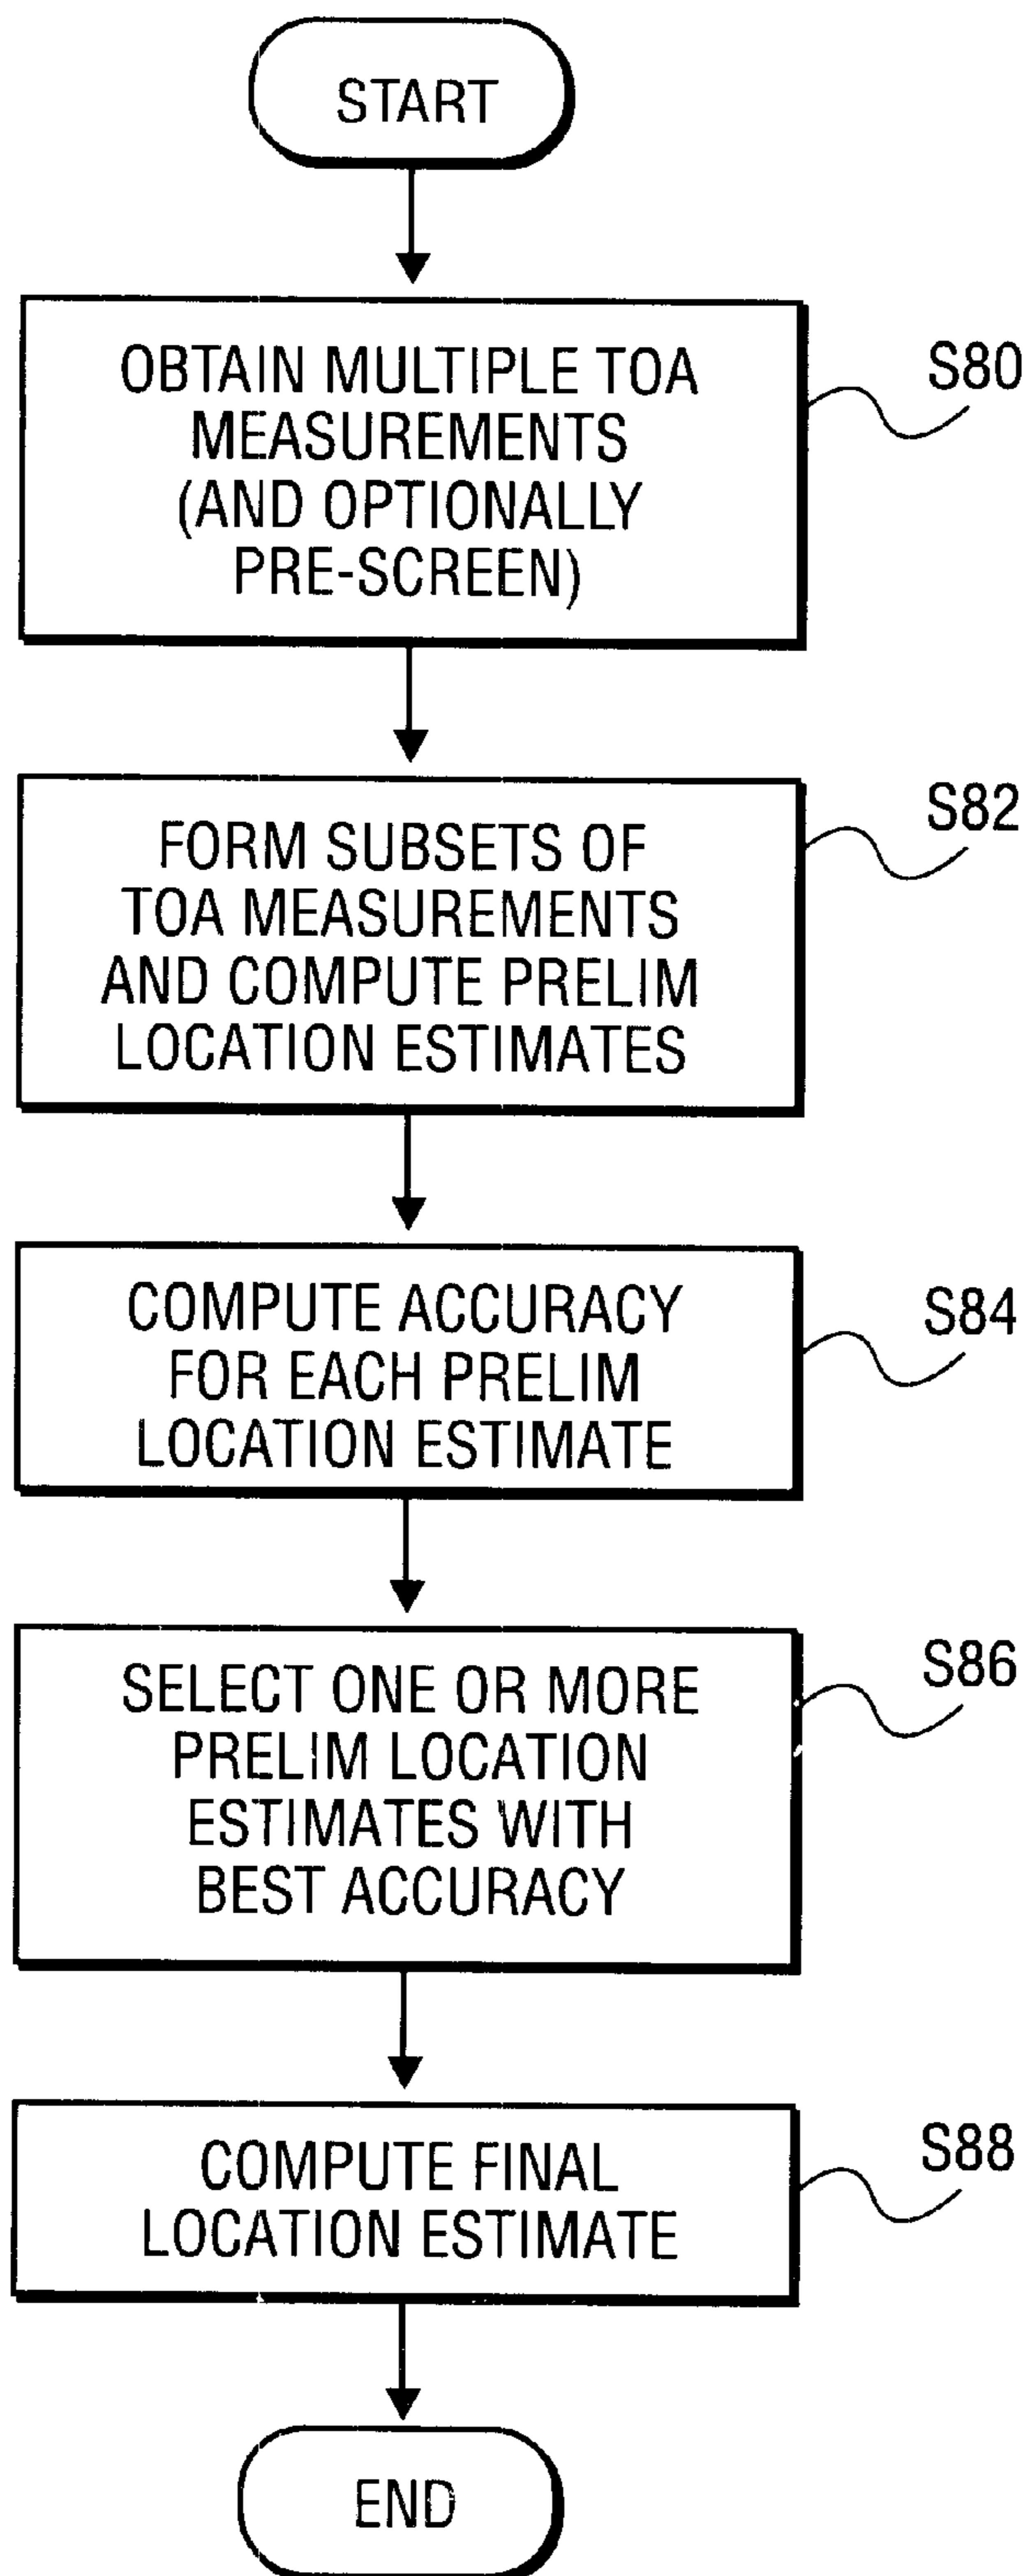 START
OBTAIN MULTIPLE TOA
MEASUREMENTS
(AND OPTIONALLY
PRE-SCREEN)
S80
FORM SUBSETS OF
TOA MEASUREMENTS
AND COMPUTE PRELIM
LOCATION ESTIMATES
S82
COMPUTE ACCURACY
FOR EACH PRELIM
LOCATION ESTIMATE
S84
SELECT ONE OR MORE
PRELIM LOCATION
ESTIMATES WITH
BEST ACCURACY
S86
COMPUTE FINAL
LOCATION ESTIMATE
S88
END